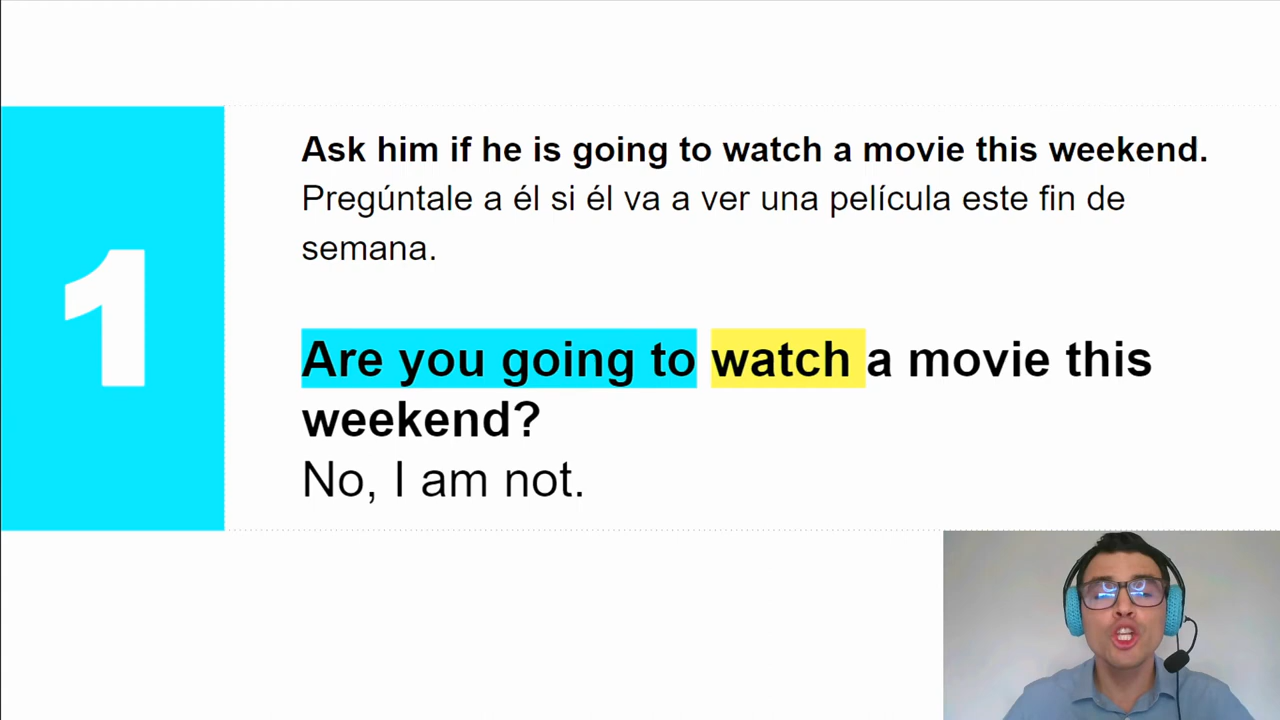 1
Ask him if he is going to watch a movie this weekend.
Pregúntale a él si él va a ver una película este fin de
semana.
Are you going to watch a movie this
weekend?
No, I am not.